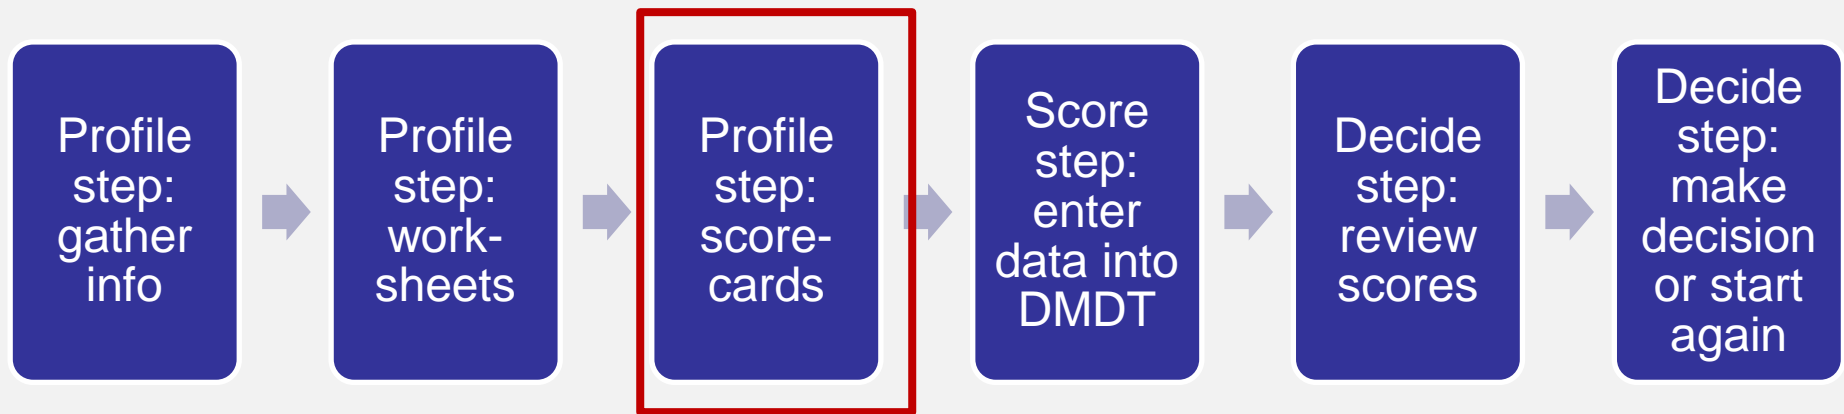 Profile
step:
gather
info
Profile
step:
work-
sheets
Profile
step:
score-
cards
Score
step:
enter
data into
DMDT
Decide
step:
review
scores
Decide
step:
make
decision
or start
again